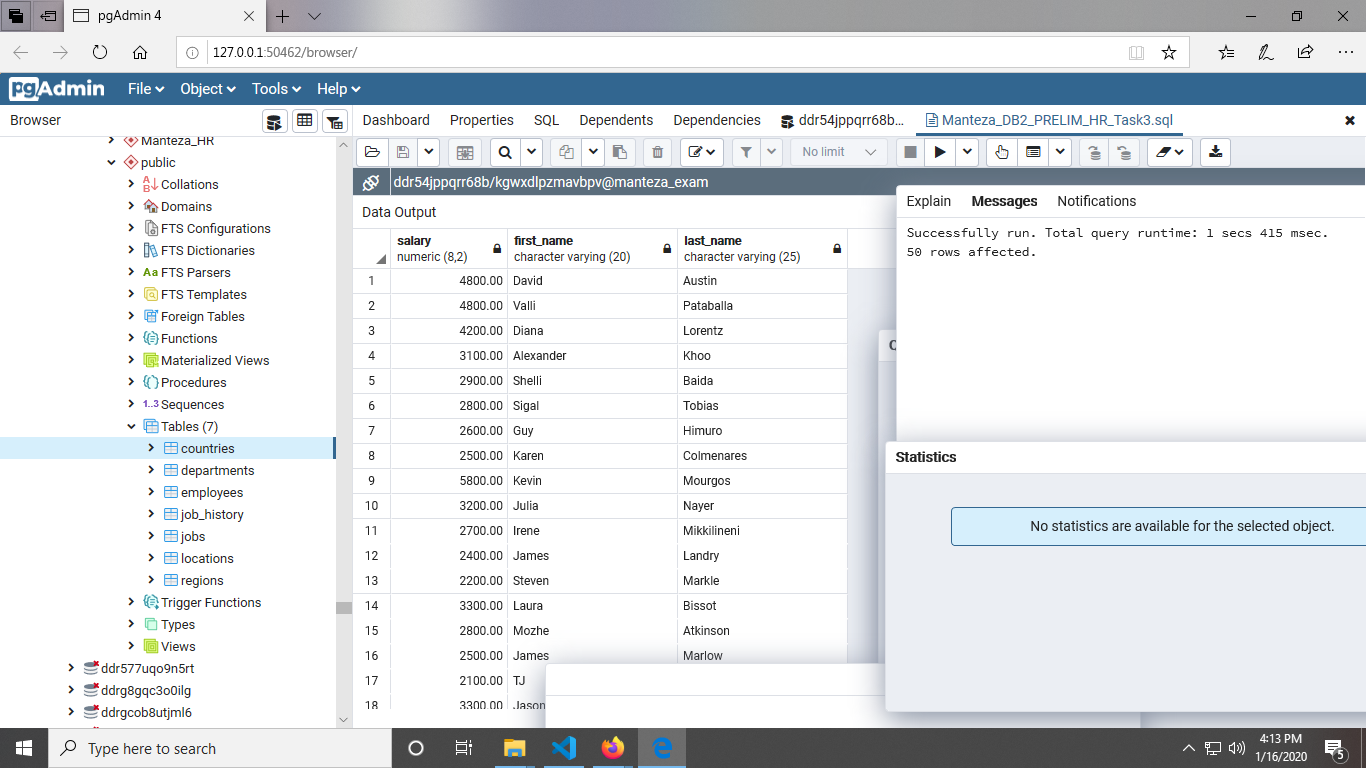 pgAdmin 4
127.0.0.1:50462/browser/
pgAdmin File Object Tools Help
Browser
Dashboard Properties SQL Dependents Dependencies ddr54jppqrr68b... Manteza_DB2_PRELIM_HR_Task3.sql
Manteza_HR
public
Collations
Domains
FTS Configurations
FTS Dictionaries
Aa FTS Parsers
FTS Templates
Foreign Tables
Functions
Materialized Views
Procedures
1..3 Sequences
Tables (7)
countries
departments
employees
job_history
jobs
locations
regions
Trigger Functions
Types
Views
ddr577uqo9n5rt
ddrg8gqc3o0ilg
ddrgcob8utjml6
No limit
ddr54jppqrr68b/kgwxdlpzmavbpv@manteza_exam
Data Output
salary first_name last_name
numeric (8,2) character varying (20) character varying (25)
1 4800.00 David Austin
2 4800.00 Valli Pataballa
3 4200.00 Diana Lorentz
4 3100.00 Alexander Khoo
5 2900.00 Shelli Baida
6 2800.00 Sigal Tobias
7 2600.00 Guy Himuro
8 2500.00 Karen Colmenares
9 5800.00 Kevin Mourgos
10 3200.00 Julia Nayer
11 2700.00 Irene Mikkilineni
12 2400.00 James Landry
13 2200.00 Steven Markle
14 3300.00 Laura Bissot
15 2800.00 Mozhe Atkinson
16 2500.00 James Marlow
17 2100.00 TJ
18 3300.00 Jason
Explain Messages Notifications
Successfully run. Total query runtime: 1 secs 415 msec.
50 rows affected.
Statistics
No statistics are available for the selected object.
Type here to search
4:13 PM
1/16/2020
5